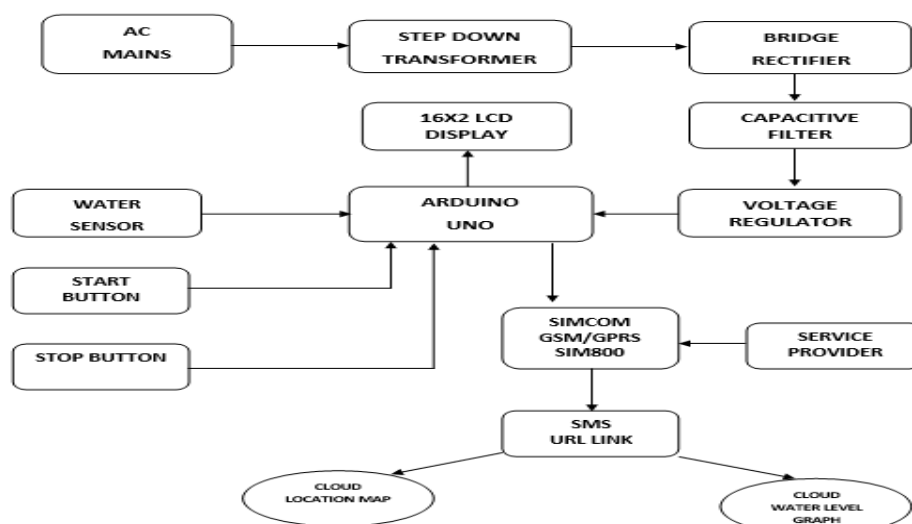 AC
MAINS
STEP DOWN
TRANSFORMER
BRIDGE
RECTIFIER
16X2 LCD
DISPLAY
CAPACITIVE
FILTER
WATER
SENSOR
ARDUINO
UNO
VOLTAGE
REGULATOR
START
BUTTON
SIMCOM
GSM/GPRS
SIM800
SERVICE
PROVIDER
STOP BUTTON
SMS
URL LINK
CLOUD
LOCATION MAP
CLOUD
WATER LEVEL
GRAPH